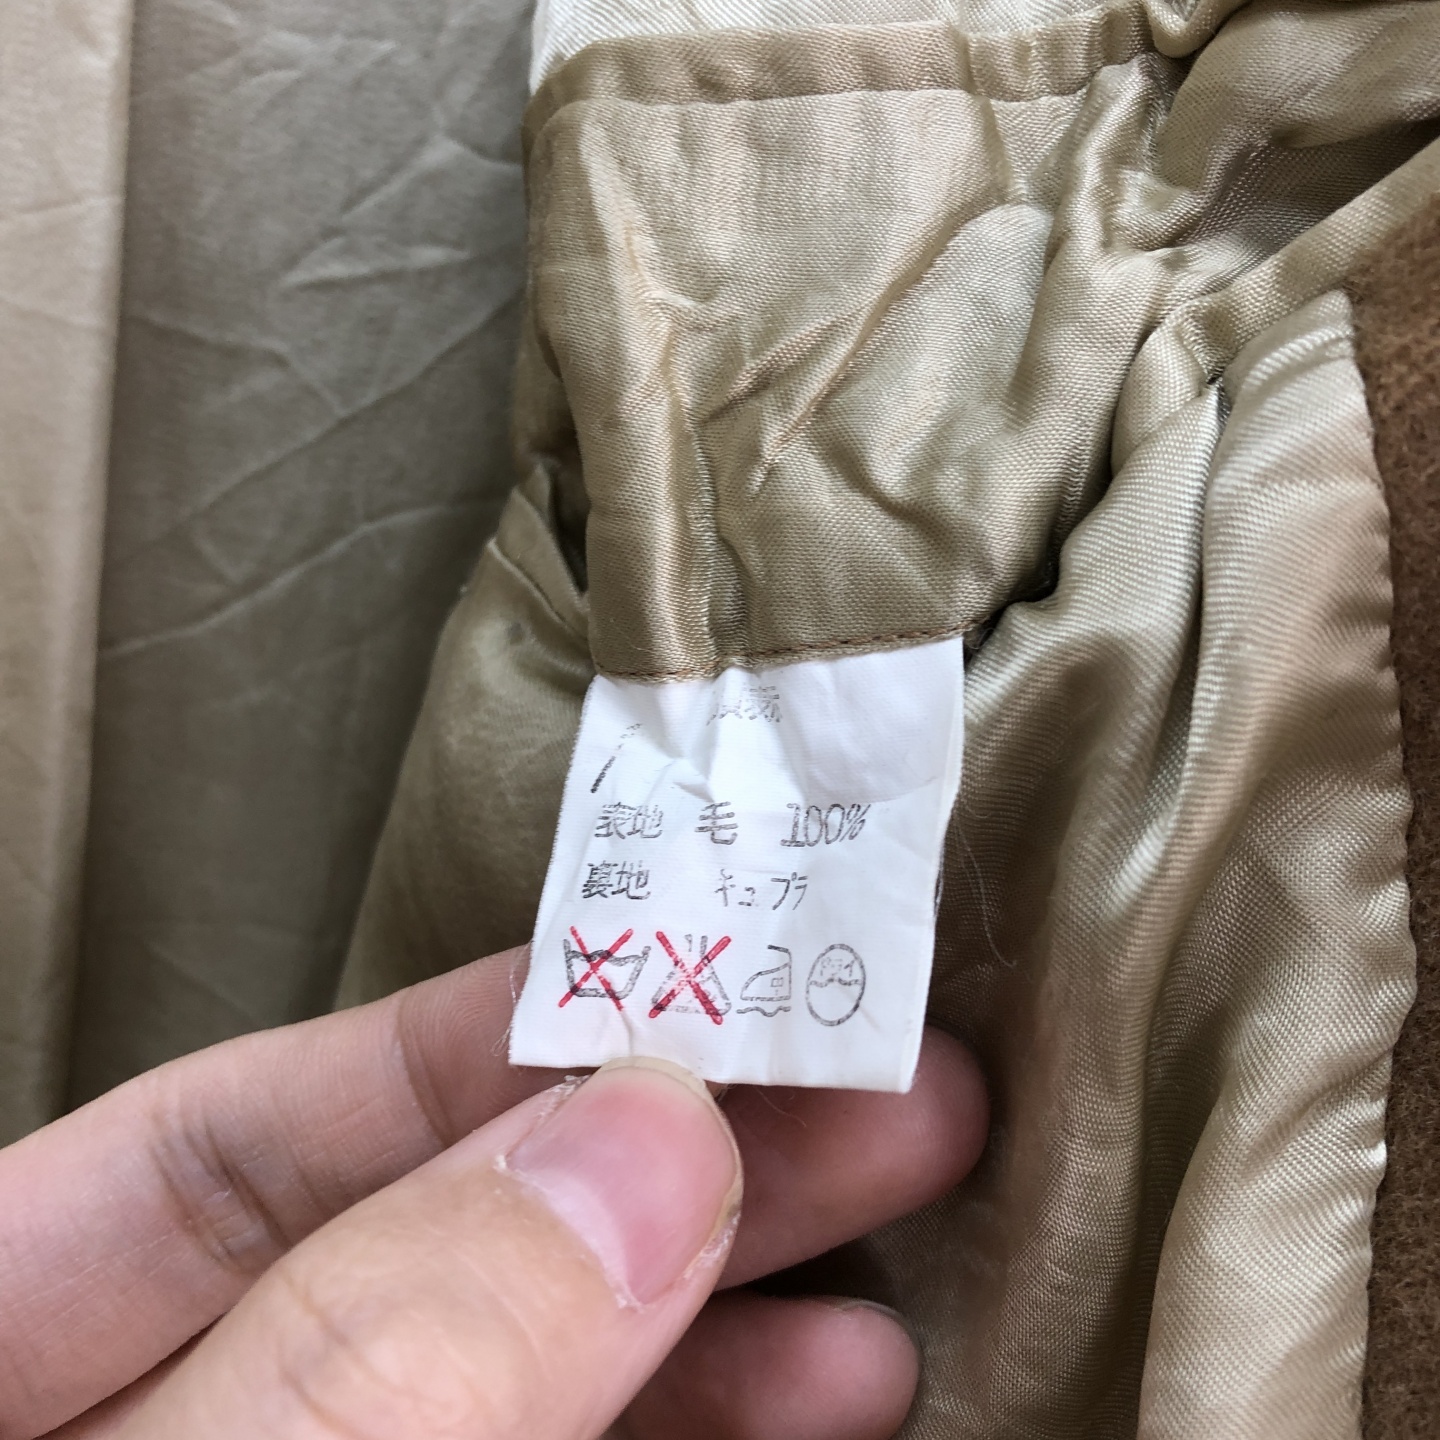 表地 毛 100%
裏地 キュプラ